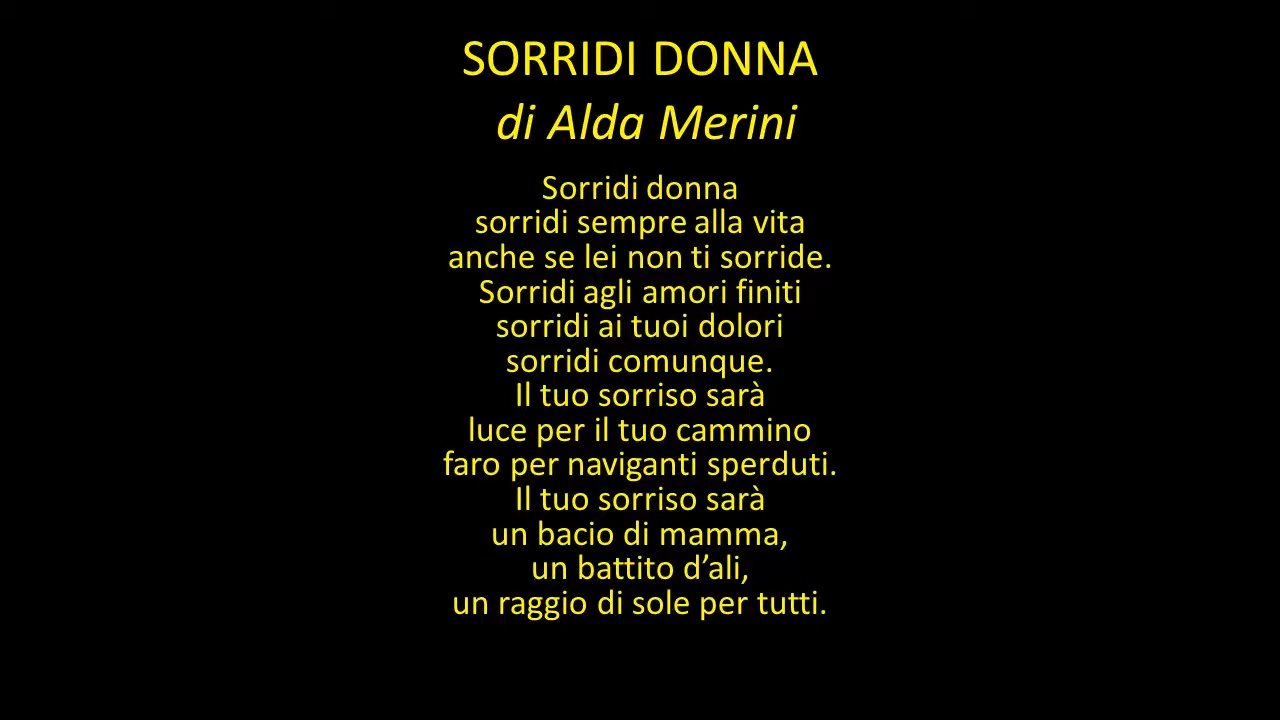 SORRIDI DONNA
di Alda Merini
Sorridi donna
sorridi sempre alla vita
anche se lei non ti sorride.
Sorridi agli amori finiti
sorridi ai tuoi dolori
sorridi comunque.
Il tuo sorriso sarà
luce per il tuo cammino
faro per naviganti sperduti.
Il tuo sorriso sarà
un bacio di mamma,
un battito d’ali,
un raggio di sole per tutti.